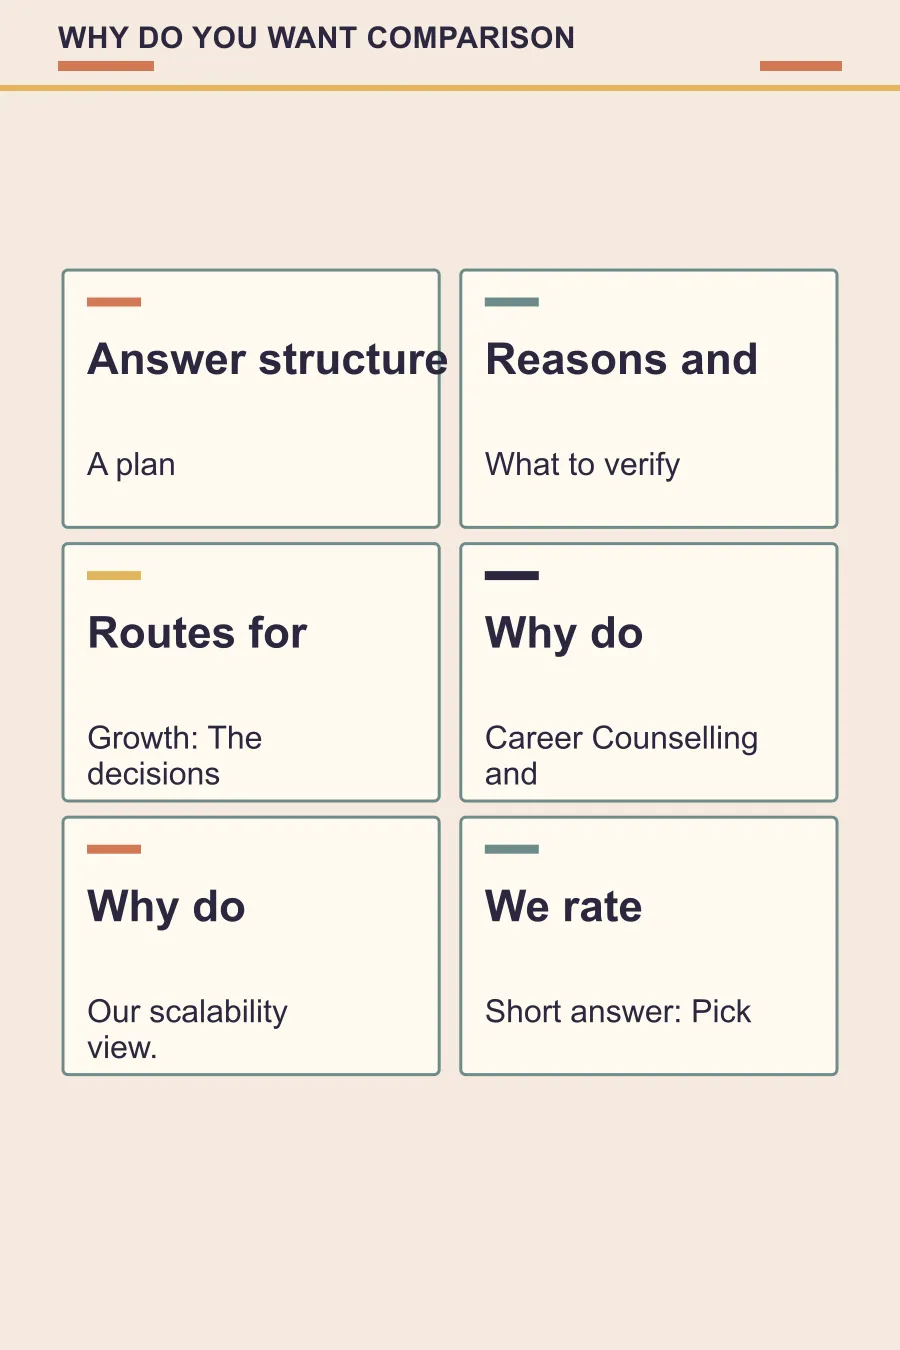 WHY DO YOU WANT COMPARISON
Answer structure
A plan
Reasons and
What to verify
Routes for
Growth: The
decisions
Why do
Career Counselling
and
Why do
Our scalability
view.
We rate
Short answer: Pick